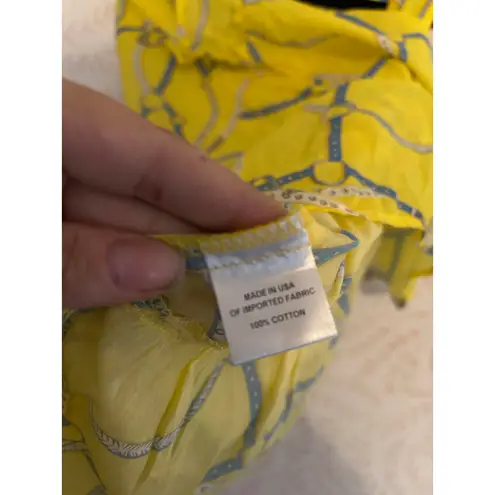 MADE IN USA
OF IMPORTED FABRIC
100% COTTON